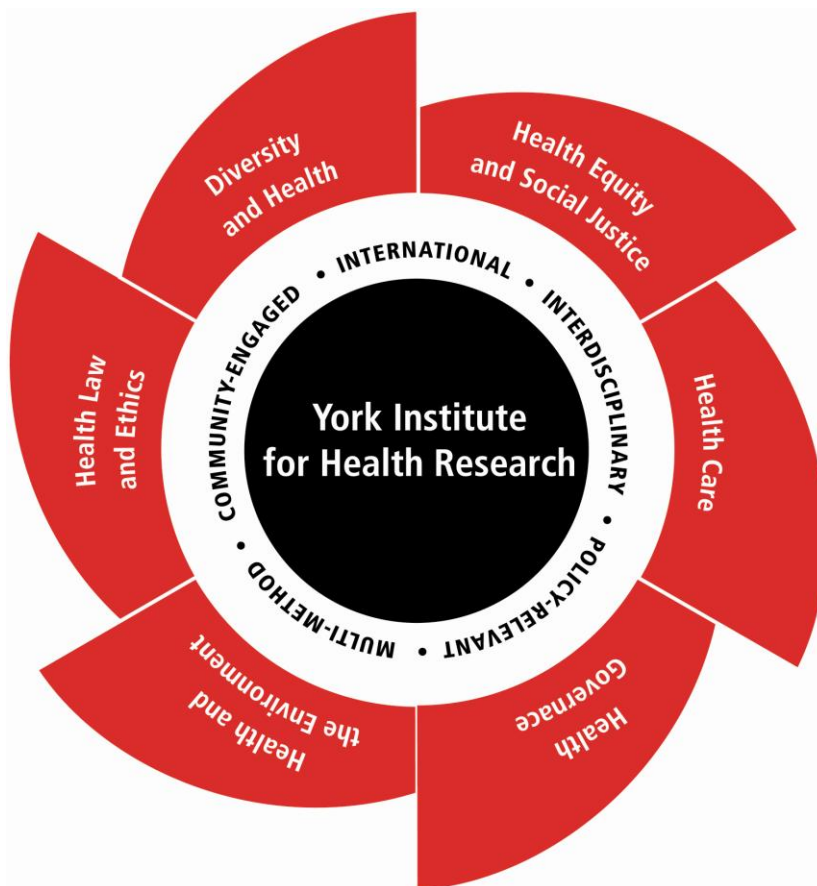 York Institute
for Health Research
INTERNATIONAL • INTERDISCIPLINARY • POLICY-RELEVANT • MULTI-METHOD • COMMUNITY-ENGAGED •
Health Equity
and Social Justice
Health Care
Health
Governace
Health and
the Environment
Health Law
and Ethics
Diversity
and Health